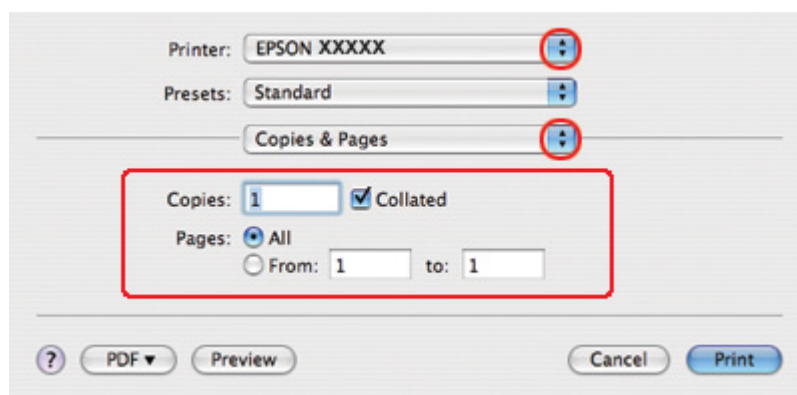 Printer: EPSON XXXXX
Presets: Standard
Copies & Pages
Copies: 1 Collated
Pages: All
From: 1 to: 1
? PDF Preview Cancel Print